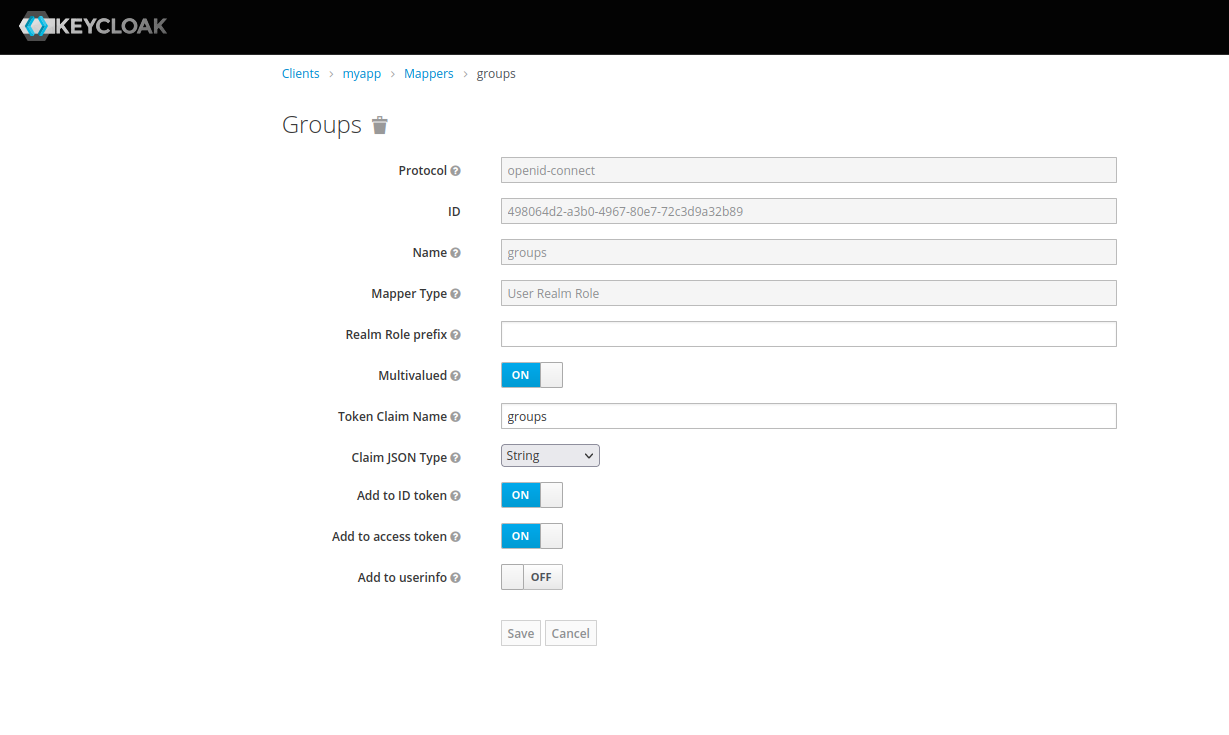 KEYCLOAK
Clients > myapp > Mappers > groups
Groups
Protocol ? openid-connect
ID 498064d2-a3b0-4967-80e7-72c3d9a32b89
Name ? groups
Mapper Type ? User Realm Role
Realm Role prefix ?
Multivalued ? ON
Token Claim Name ? groups
Claim JSON Type ? String
Add to ID token ? ON
Add to access token ? ON
Add to userinfo ? OFF
Save Cancel